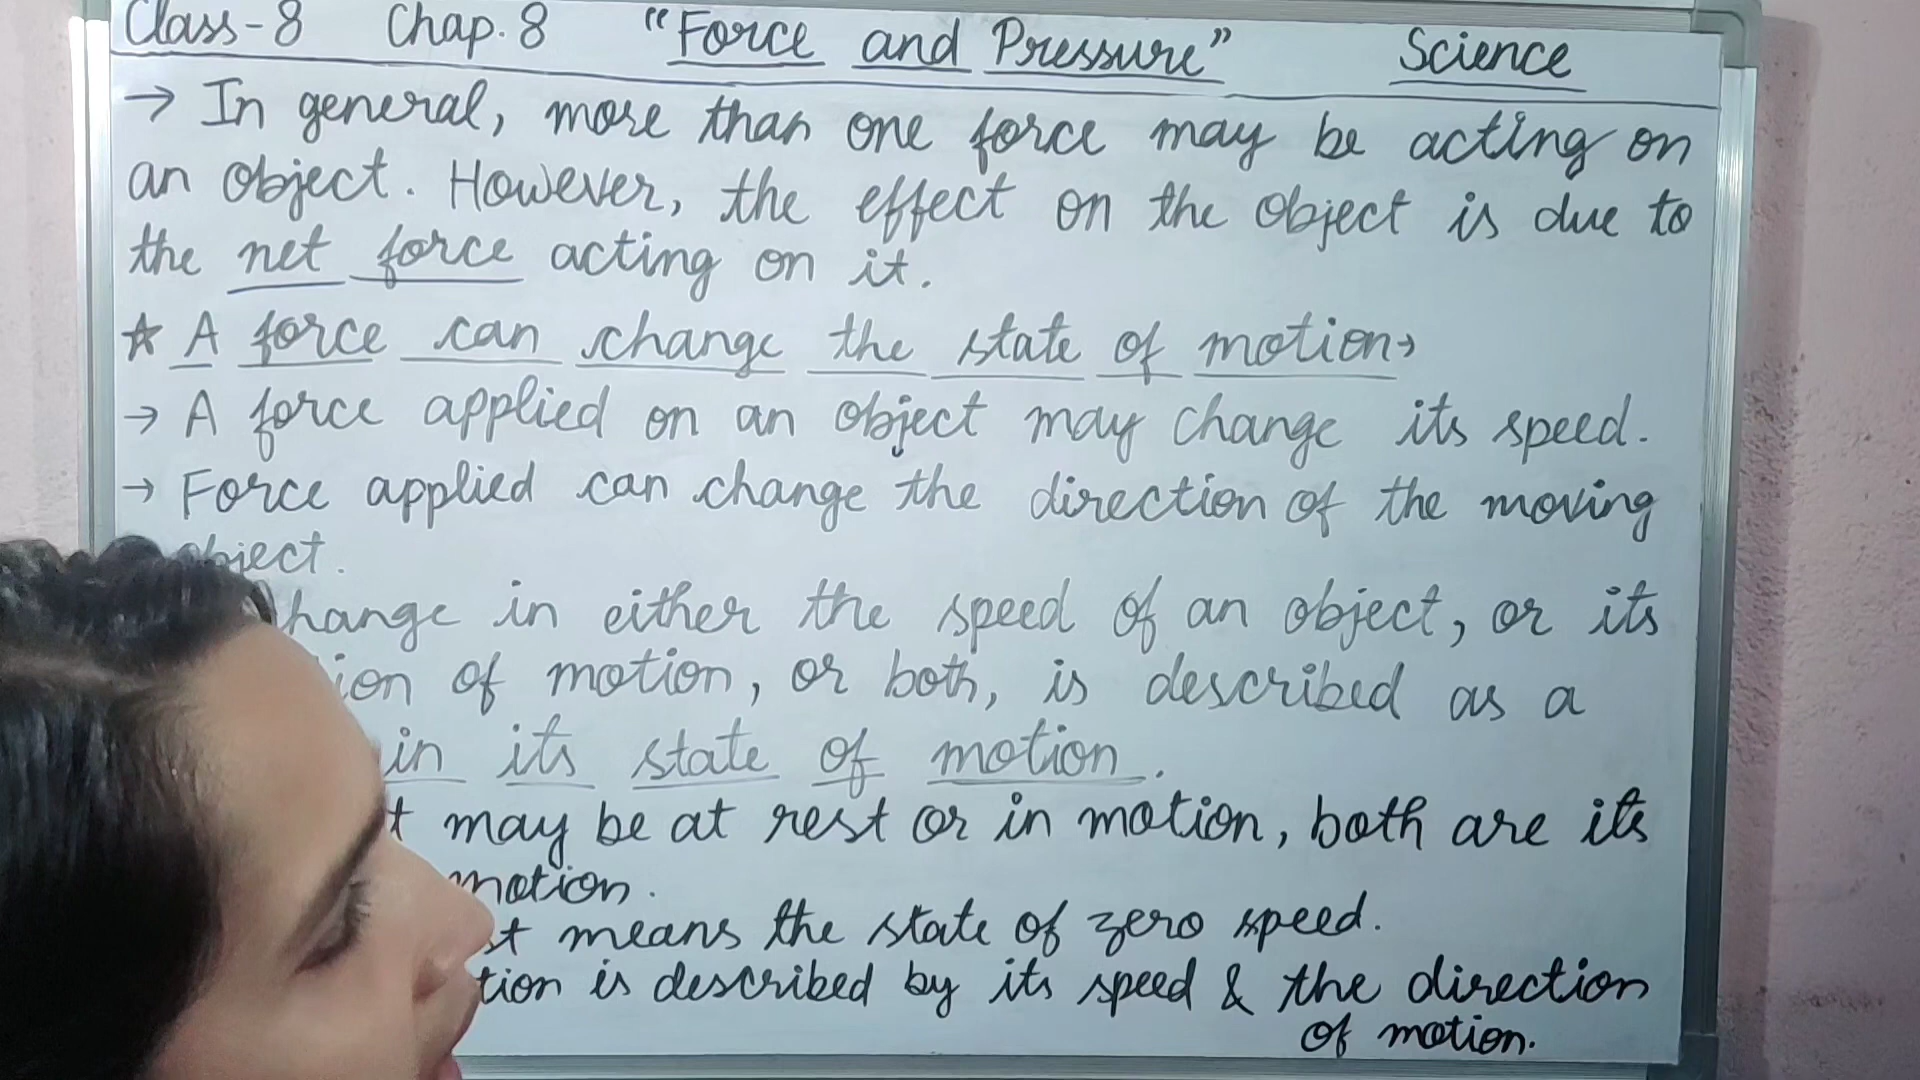 Class-8 Chap. 8 "Force and Pressure" Science
→ In general, more than one force may be acting on
an object. However, the effect on the object is due to
the net force acting on it.
☆ A force can change the state of motion→
→ A force applied on an object may change its speed.
→ Force applied can change the direction of the moving
object.
hange in either the speed of an object, or its
ion of motion, or both, is described as a
in its state of motion.
t may be at rest or in motion, both are its
motion.
st means the state of zero speed.
tion is described by its speed & the direction
of motion.